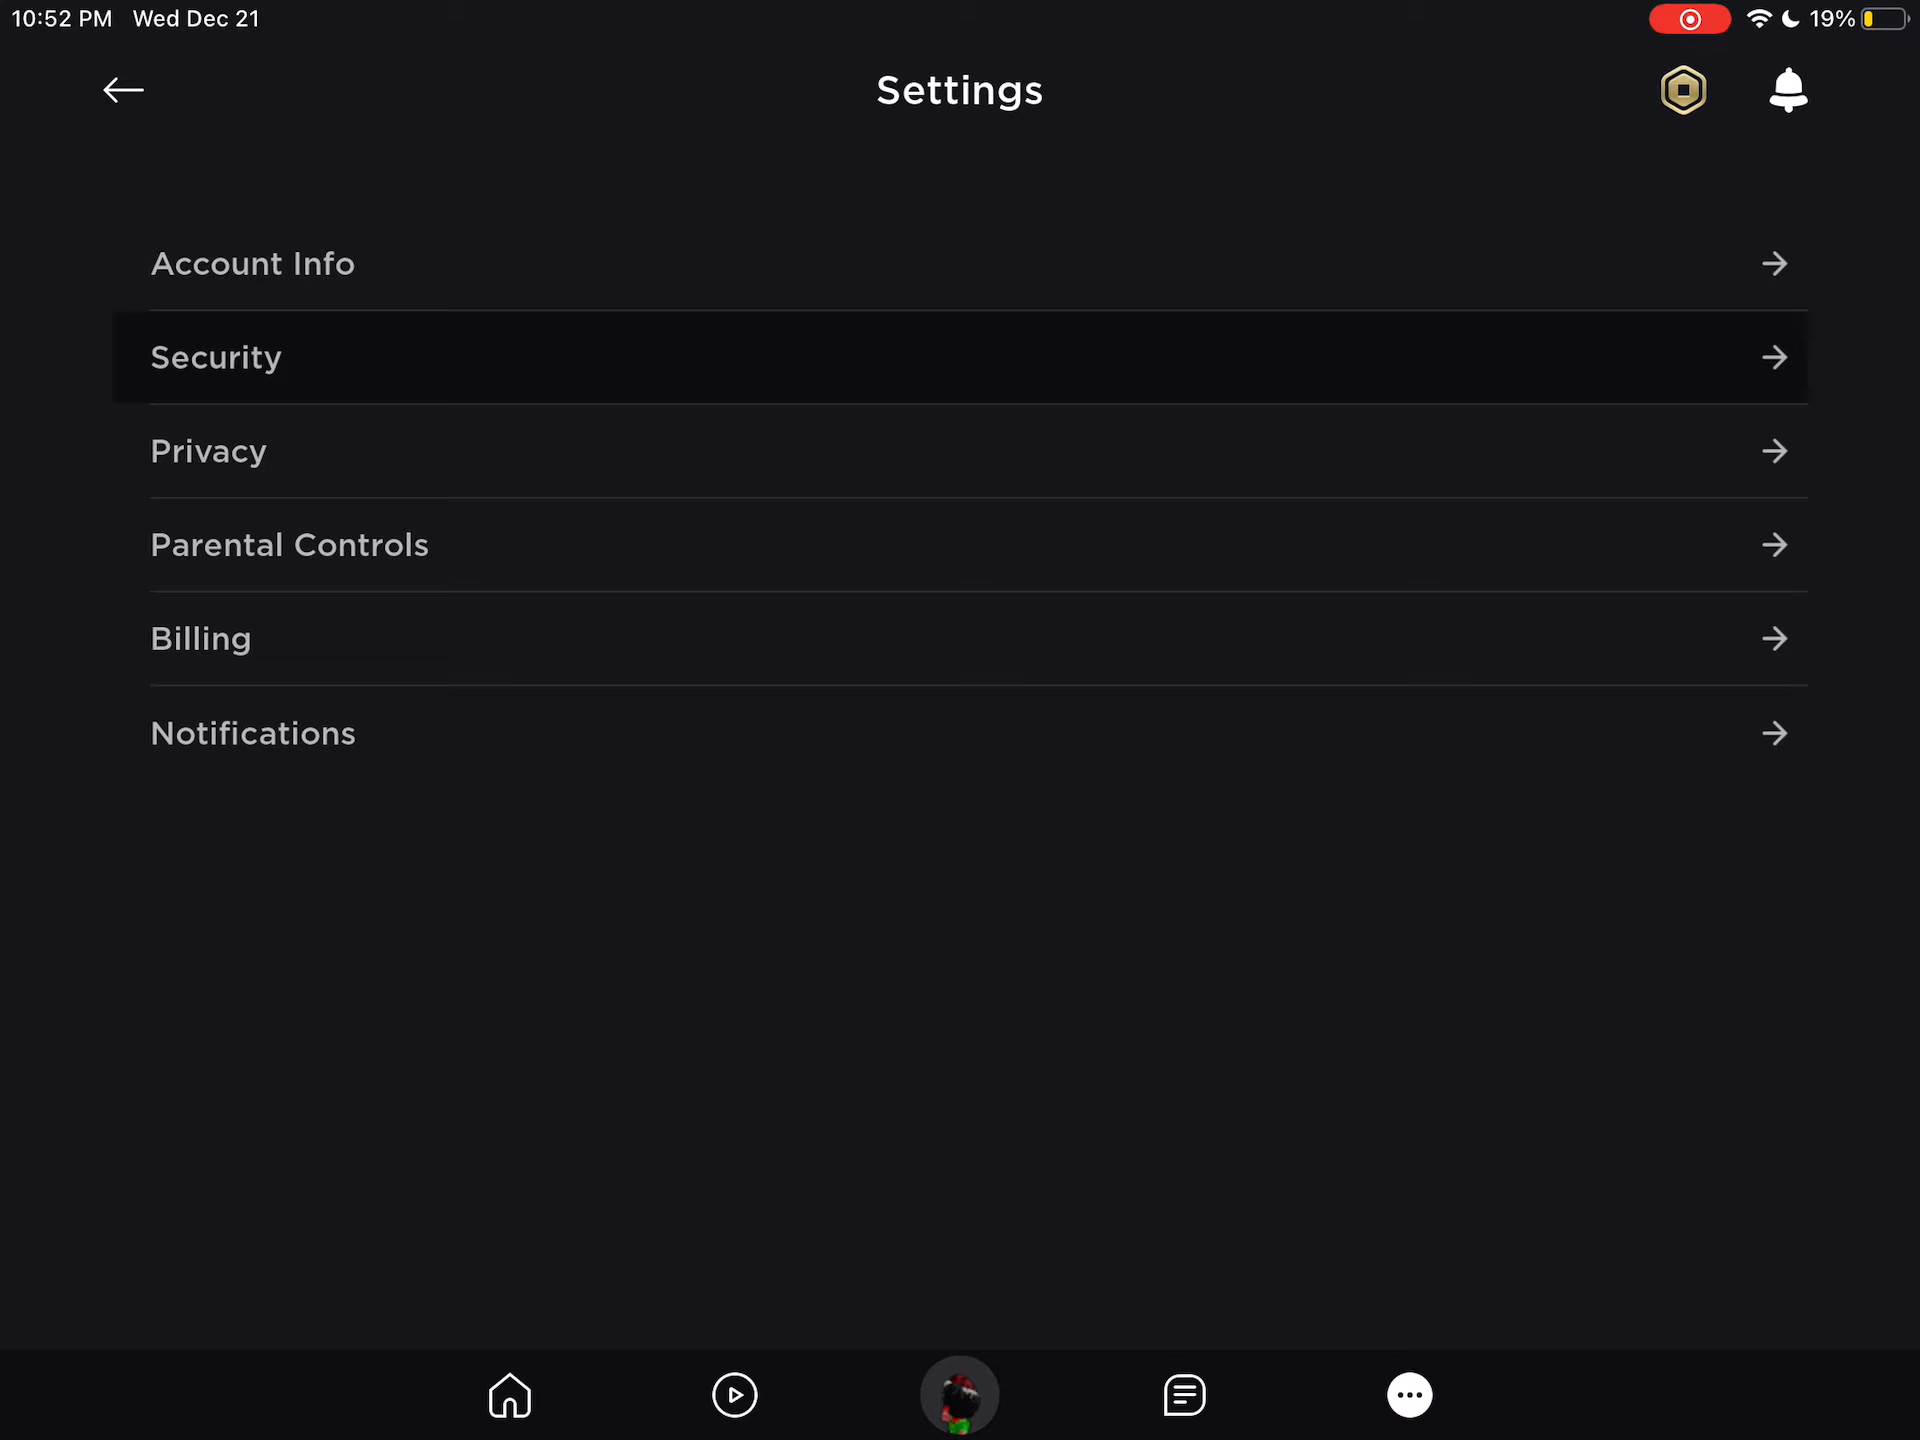 10:52 PM Wed Dec 21 19%
Settings
Account Info
Security
Privacy
Parental Controls
Billing
Notifications